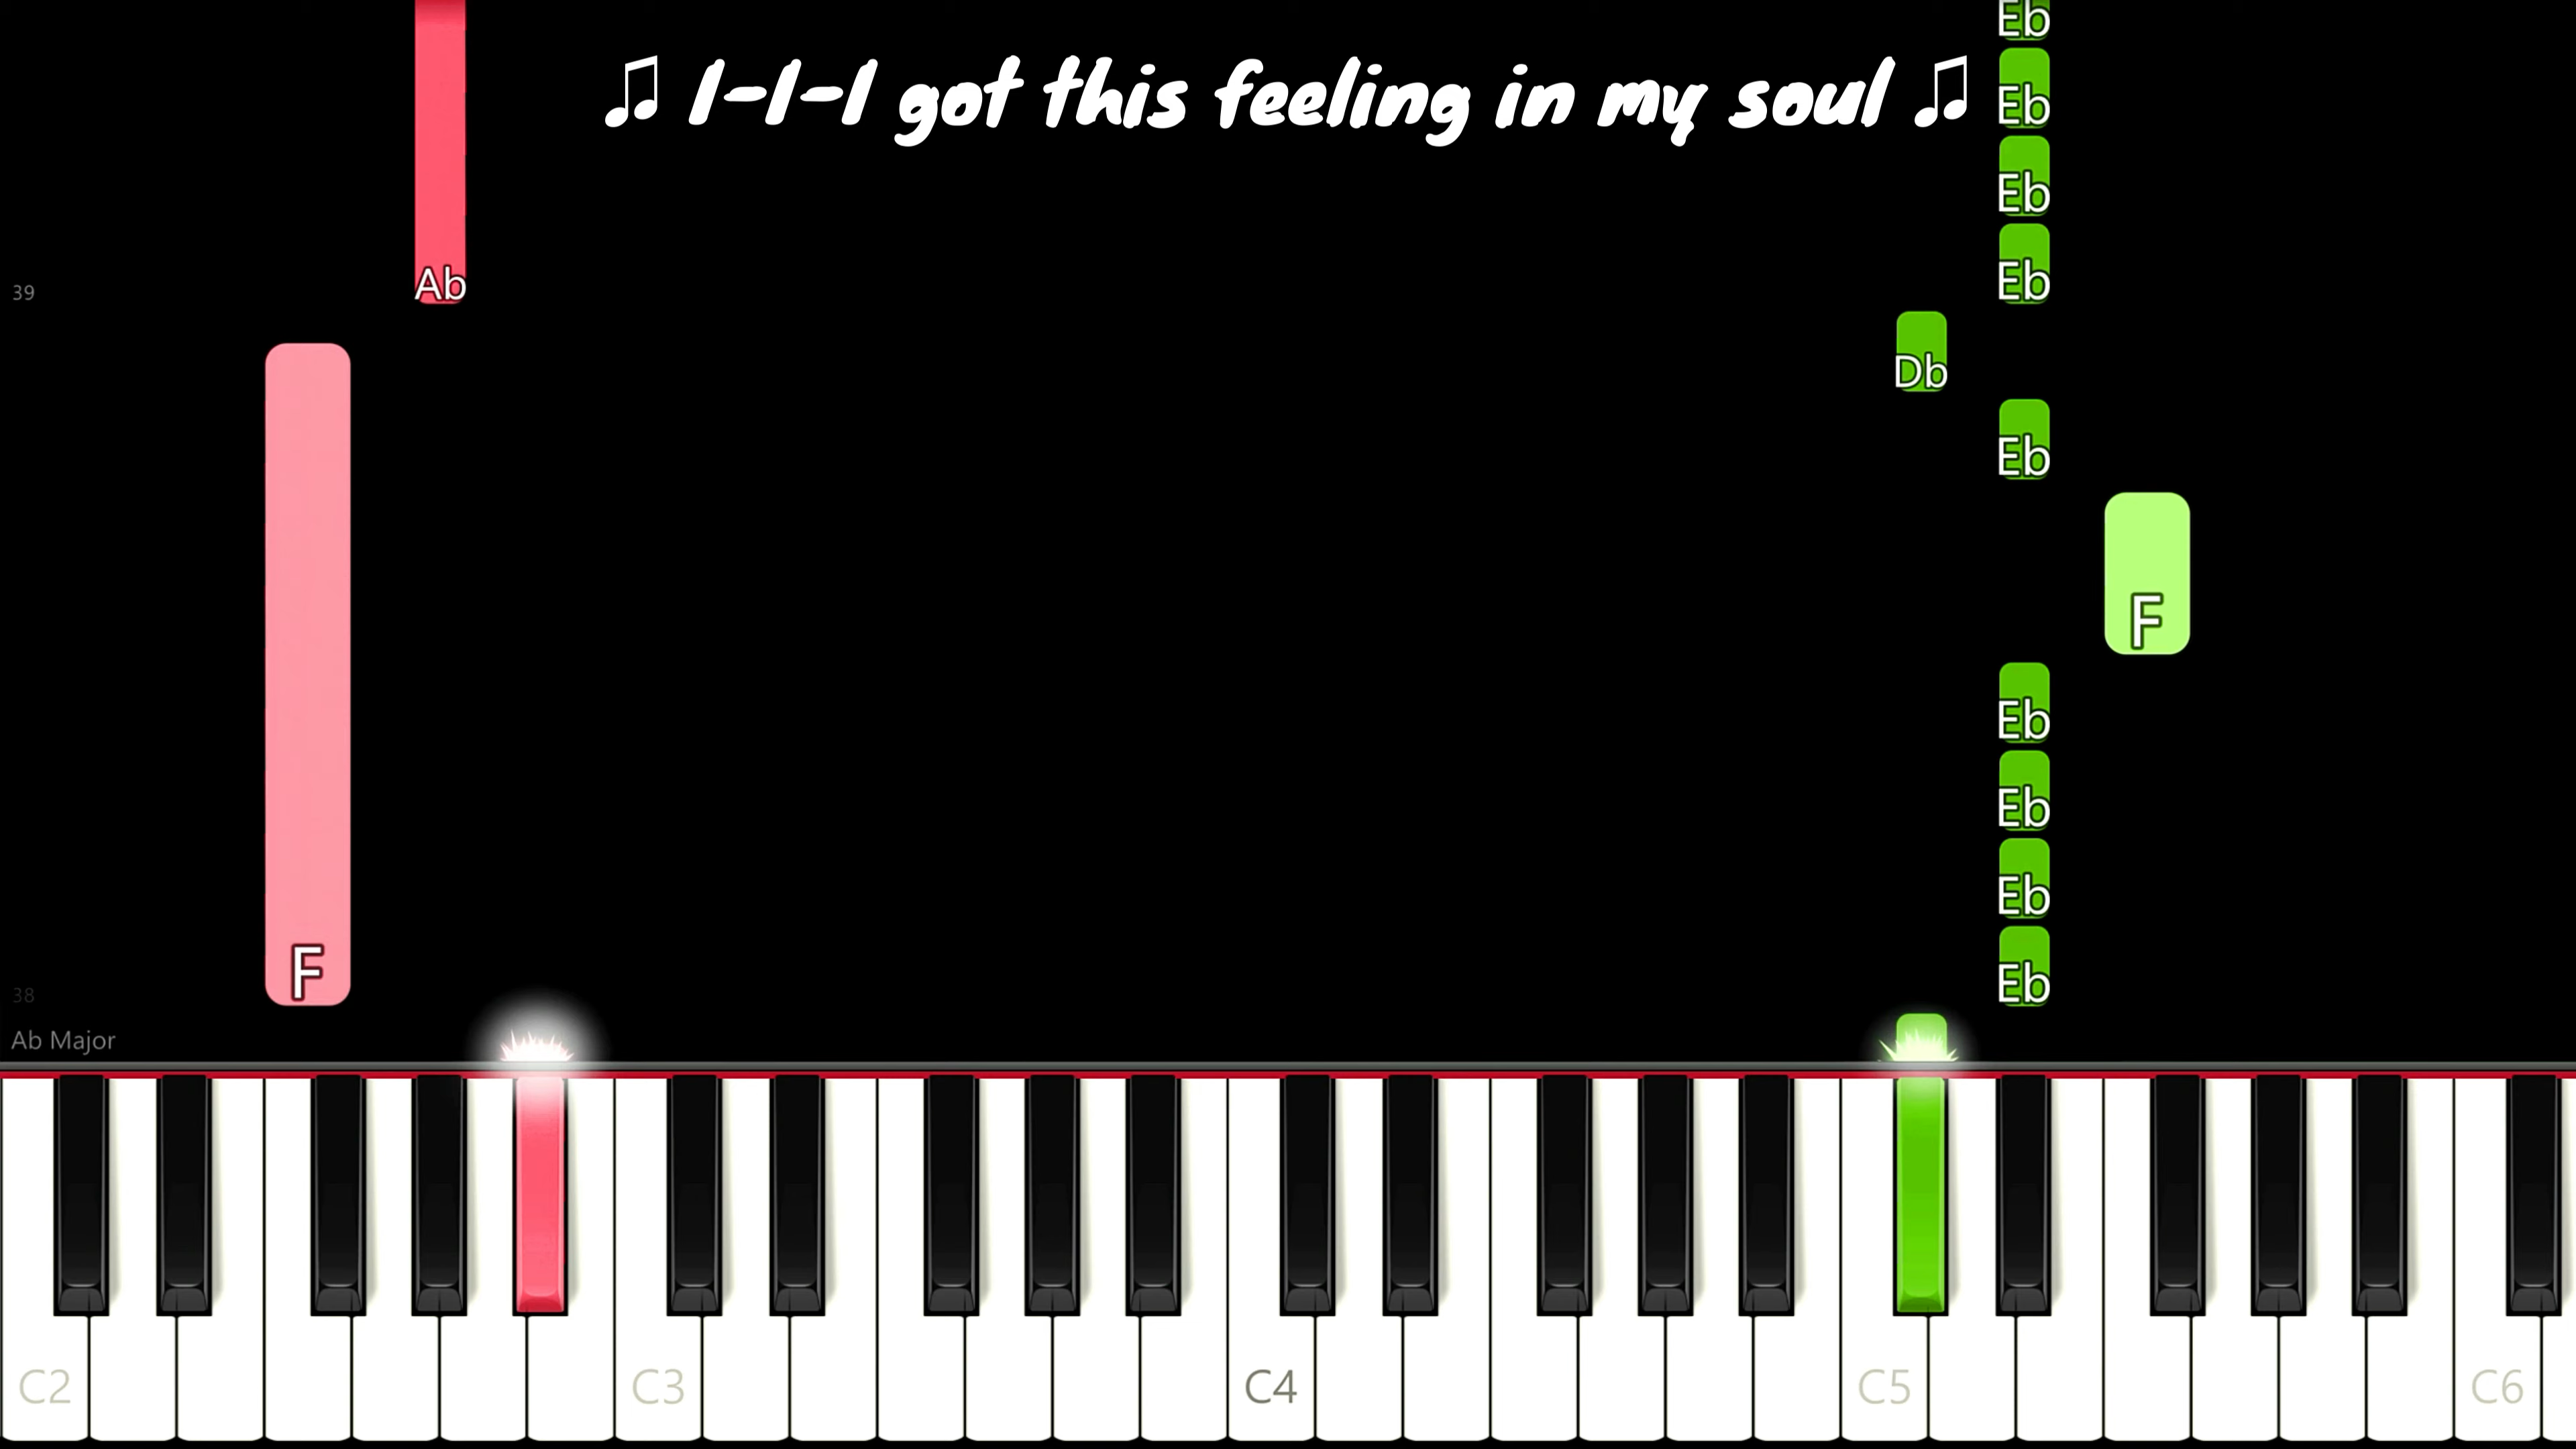 Eb
♫ I-I-I got this feeling in my soul ♫
Eb
Eb
Ab
Eb
39
Db
Eb
F
Eb
Eb
Eb
F
Eb
38
Ab Major
C2
C3
C4
C5
C6